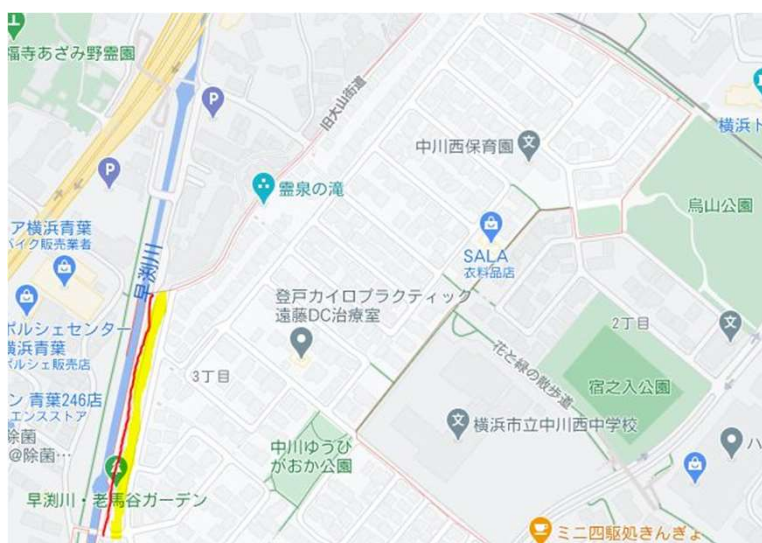 福寺あざみ野霊園
P
旧大山街道
中川西保育園
文
横浜ト
P
霊泉の滝
烏山公園
ア横浜青葉
バイク販売業者
早渕川
SALA
衣料品店
登戸カイロプラクティック
遠藤DC治療室
ポルシェセンター
横浜青葉
ポルシェ販売店
2丁目
文
花と緑の散歩道
3丁目
宿之入公園
ン 青葉246店
エンスストア
除菌
@除菌…
文
横浜市立中川西中学校
中川ゆうひ
がおか公園
ハ
早渕川・老馬谷ガーデン
ミニ四駆処きんぎょ